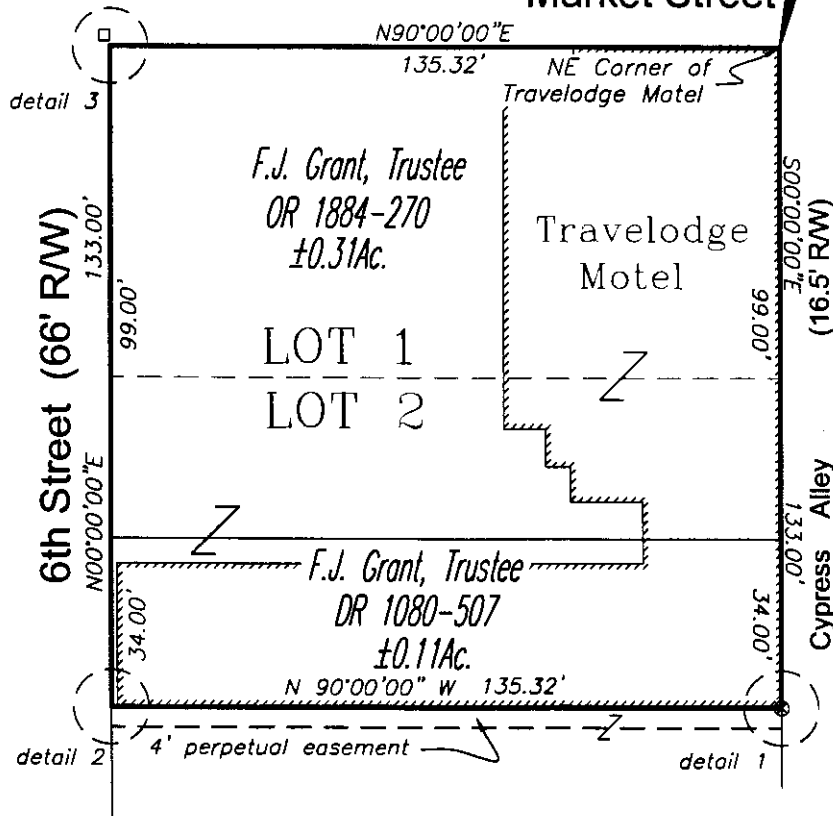 Market Street
N90°00'00"E
135.32'
NE Corner of
Travelodge Motel
detail 3
F.J. Grant, Trustee
OR 1884-270
±0.31Ac.
Travelodge
Motel
6th Street (66' R/W)
133.00'
99.00'
N00°00'00"E
34.00'
S00°00'00"E
(16.5' R/W)
99.00'
LOT 1
LOT 2
Cypress Alley
133.00'
34.00'
F.J. Grant, Trustee
DR 1080-507
±0.11Ac.
N 90°00'00" W 135.32'
4' perpetual easement
detail 2
detail 1